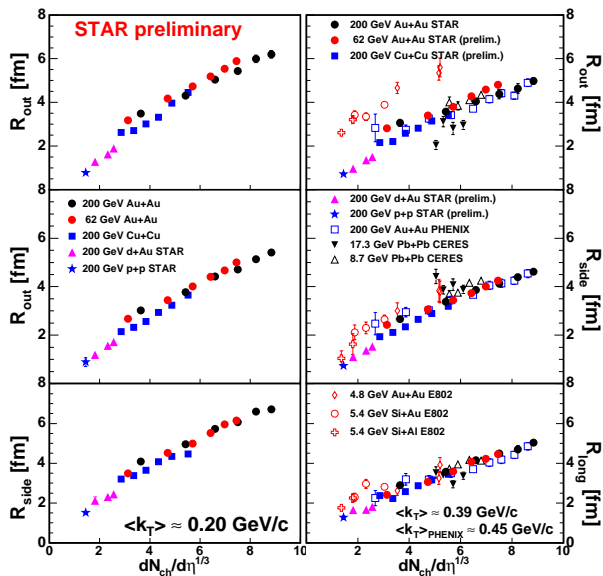 STAR preliminary
R_out [fm]
8
6
4
2
8
200 GeV Au+Au STAR
62 GeV Au+Au STAR (prelim.)
200 GeV Cu+Cu STAR (prelim.)
R_out [fm]
200 GeV Au+Au
62 GeV Au+Au
200 GeV Cu+Cu
200 GeV d+Au STAR
200 GeV p+p STAR
R_out [fm]
6
4
2
8
200 GeV d+Au STAR (prelim.)
200 GeV p+p STAR (prelim.)
200 GeV Au+Au PHENIX
17.3 GeV Pb+Pb CERES
8.7 GeV Pb+Pb CERES
R_side [fm]
R_side [fm]
6
4
2
0
<k_T> ≈ 0.20 GeV/c
4.8 GeV Au+Au E802
5.4 GeV Si+Au E802
5.4 GeV Si+Al E802
R_long [fm]
<k_T> ≈ 0.39 GeV/c
<k_T>_PHENIX ≈ 0.45 GeV/c
0 2 4 6 8 10
2 4 6 8 10
dN_ch/dη^1/3
dN_ch/dη^1/3